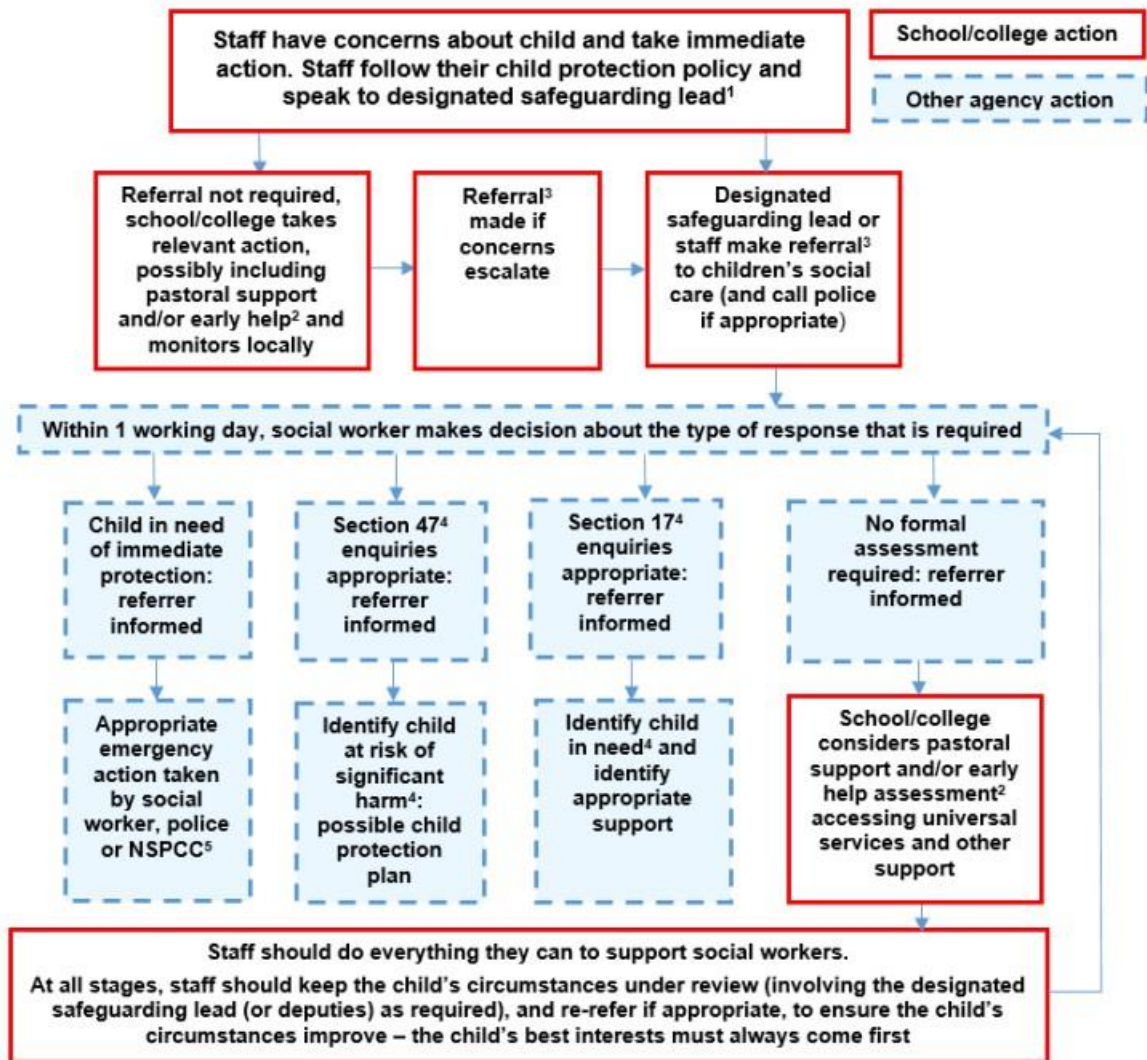 Staff have concerns about child and take immediate
action. Staff follow their child protection policy and
speak to designated safeguarding lead¹
School/college action
Other agency action
Referral not required,
school/college takes
relevant action,
possibly including
pastoral support
and/or early help² and
monitors locally
Referral³
made if
concerns
escalate
Designated
safeguarding lead or
staff make referral³
to children’s social
care (and call police
if appropriate)
Within 1 working day, social worker makes decision about the type of response that is required
Child in need
of immediate
protection:
referrer
informed
Section 47⁴
enquiries
appropriate:
referrer
informed
Section 17⁴
enquiries
appropriate:
referrer
informed
No formal
assessment
required: referrer
informed
Appropriate
emergency
action taken
by social
worker, police
or NSPCC⁵
Identify child
at risk of
significant
harm⁴:
possible child
protection
plan
Identify child
in need⁴ and
identify
appropriate
support
School/college
considers pastoral
support and/or early
help assessment²
accessing universal
services and other
support
Staff should do everything they can to support social workers.
At all stages, staff should keep the child’s circumstances under review (involving the designated
safeguarding lead (or deputies) as required), and re-refer if appropriate, to ensure the child’s
circumstances improve – the child’s best interests must always come first